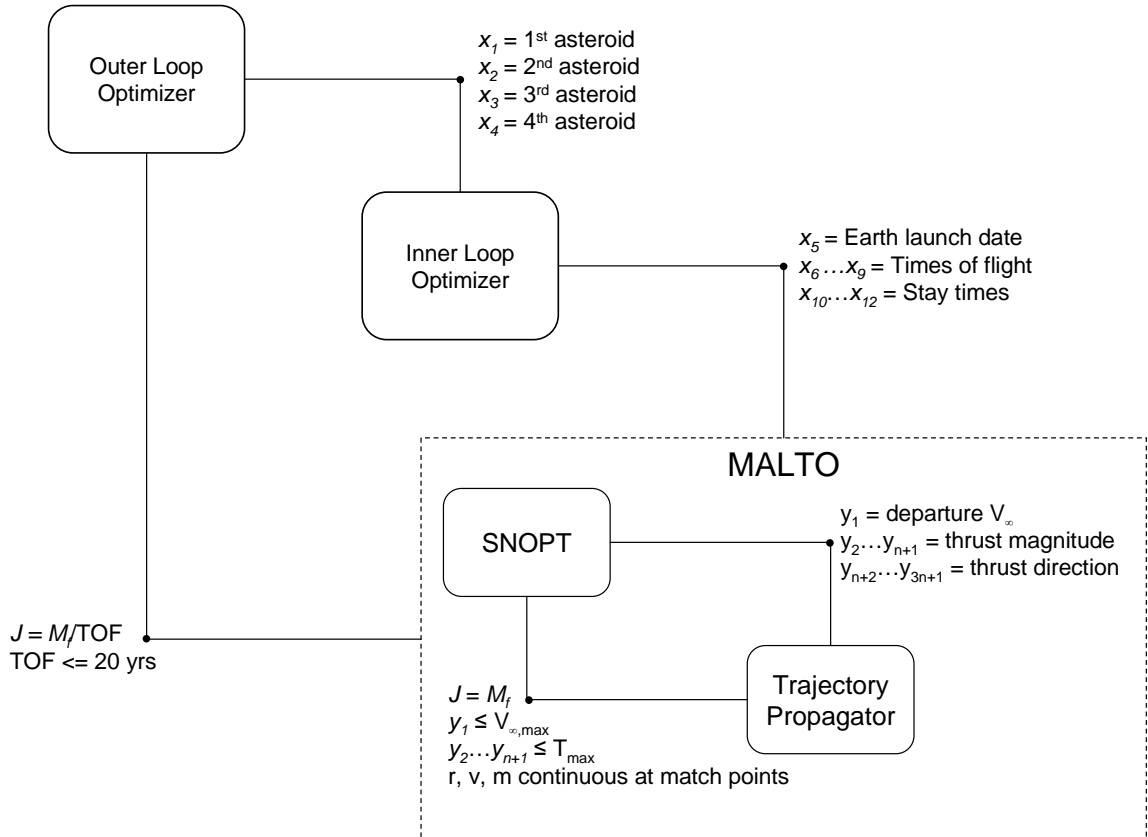 Outer Loop
Optimizer
x₁ = 1ˢᵗ asteroid
x₂ = 2ⁿᵈ asteroid
x₃ = 3ʳᵈ asteroid
x₄ = 4ᵗʰ asteroid
Inner Loop
Optimizer
x₅ = Earth launch date
x₆…x₉ = Times of flight
x₁₀…x₁₂ = Stay times
MALTO
SNOPT
y₁ = departure V∞
y₂…yₙ₊₁ = thrust magnitude
yₙ₊₂…y₃ₙ₊₁ = thrust direction
J = M_f/TOF
TOF <= 20 yrs
Trajectory
Propagator
J = M_f
y₁ ≤ V∞,max
y₂…yₙ₊₁ ≤ Tmax
r, v, m continuous at match points